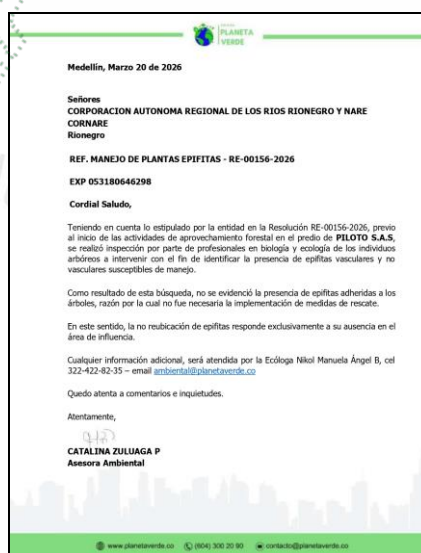 PLANETA
VERDE
Medellín, Marzo 20 de 2026
Señores
CORPORACION AUTONOMA REGIONAL DE LOS RIOS RIONEGRO Y NARE
CORNARE
Rionegro
REF. MANEJO DE PLANTAS EPIFITAS - RE-00156-2026
EXP 053180646298
Cordial Saludo,
Teniendo en cuenta lo estipulado por la entidad en la Resolución RE-00156-2026, previo
al inicio de las actividades de aprovechamiento forestal en el predio de PILOTO S.A.S,
se realizó inspección por parte de profesionales en biología y ecología de los individuos
arbóreos a intervenir con el fin de identificar la presencia de epifitas vasculares y no
vasculares susceptibles de manejo.
Como resultado de esta búsqueda, no se evidenció la presencia de epifitas adheridas a los
árboles, razón por la cual no fue necesaria la implementación de medidas de rescate.
En este sentido, la no reubicación de epifitas responde exclusivamente a su ausencia en el
área de influencia.
Cualquier información adicional, será atendida por la Ecóloga Nikol Manuela Ángel B, cel
322-422-82-35 – email ambiental@planetaverde.co
Quedo atenta a comentarios e inquietudes.
Atentamente,
CATALINA ZULUAGA P
Asesora Ambiental
www.planetaverde.co (604) 300 20 90 contacto@planetaverde.co